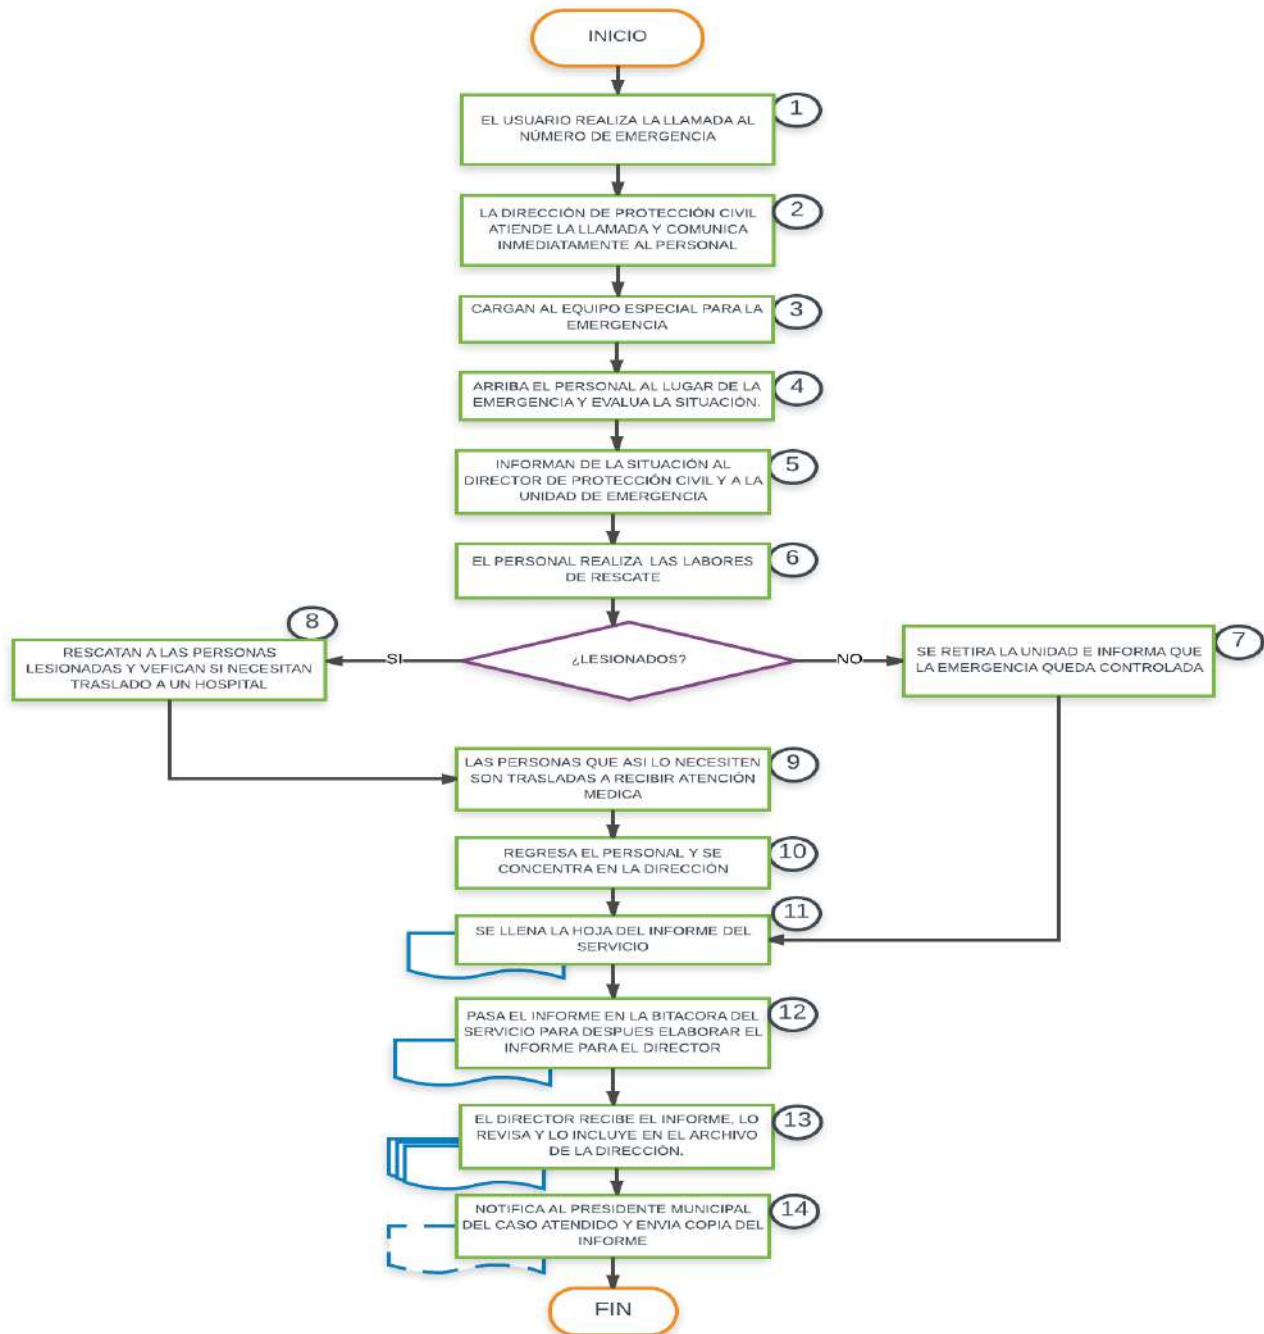 INICIO
1
EL USUARIO REALIZA LA LLAMADA AL
NÚMERO DE EMERGENCIA
2
LA DIRECCIÓN DE PROTECCIÓN CIVIL
ATIENDE LA LLAMADA Y COMUNICA
INMEDIATAMENTE AL PERSONAL
3
CARGAN AL EQUIPO ESPECIAL PARA LA
EMERGENCIA
4
ARRIBA EL PERSONAL AL LUGAR DE LA
EMERGENCIA Y EVALUA LA SITUACIÓN.
5
INFORMAN DE LA SITUACIÓN AL
DIRECTOR DE PROTECCIÓN CIVIL Y A LA
UNIDAD DE EMERGENCIA
6
EL PERSONAL REALIZA LAS LABORES
DE RESCATE
¿LESIONADOS?
SI
NO
8
RESCATAN A LAS PERSONAS
LESIONADAS Y VEFICAN SI NECESITAN
TRASLADO A UN HOSPITAL
7
SE RETIRA LA UNIDAD E INFORMA QUE
LA EMERGENCIA QUEDA CONTROLADA
9
LAS PERSONAS QUE ASI LO NECESITEN
SON TRASLADAS A RECIBIR ATENCIÓN
MEDICA
10
REGRESA EL PERSONAL Y SE
CONCENTRA EN LA DIRECCIÓN
11
SE LLENA LA HOJA DEL INFORME DEL
SERVICIO
12
PASA EL INFORME EN LA BITACORA DEL
SERVICIO PARA DESPUES ELABORAR EL
INFORME PARA EL DIRECTOR
13
EL DIRECTOR RECIBE EL INFORME, LO
REVISA Y LO INCLUYE EN EL ARCHIVO
DE LA DIRECCIÓN.
14
NOTIFICA AL PRESIDENTE MUNICIPAL
DEL CASO ATENDIDO Y ENVIA COPIA DEL
INFORME
FIN